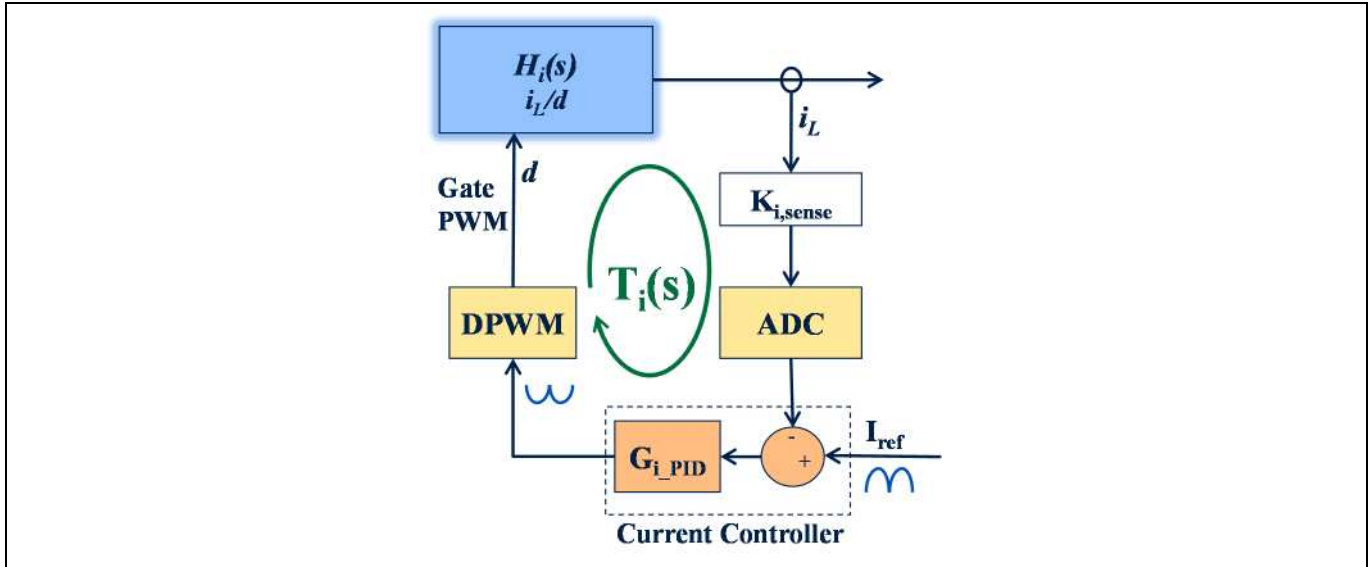 H_i(s)
i_L/d
i_L
d
Gate
PWM
K_i,sense
T_i(s)
DPWM
ADC
-
+
I_ref
G_i_PID
Current Controller